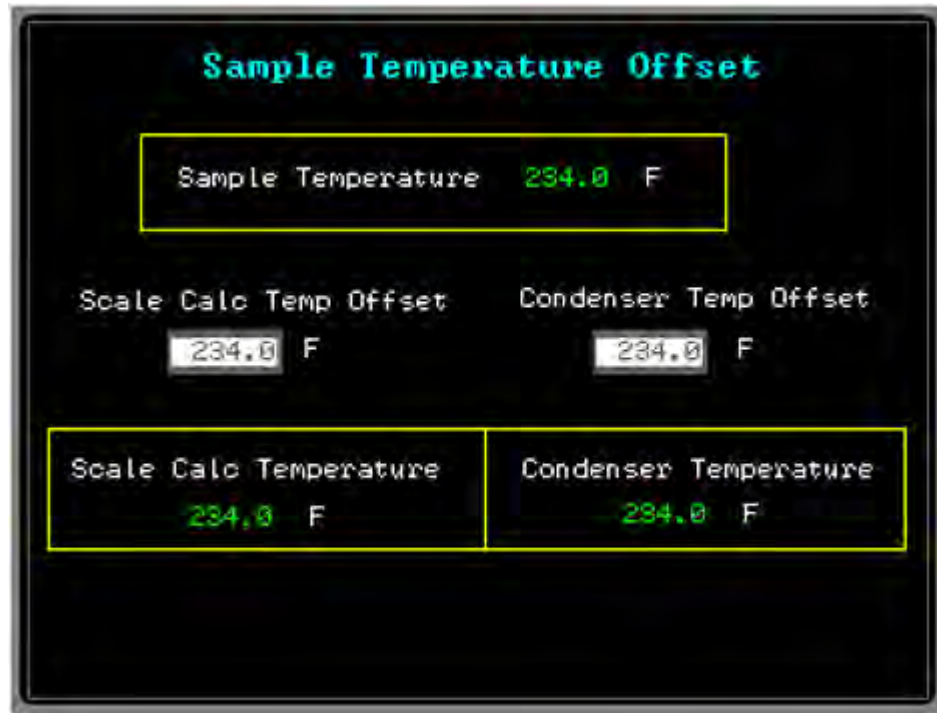 Sample Temperature Offset
Sample Temperature 234.0 F
Scale Calc Temp Offset
234.0 F
Condenser Temp Offset
234.0 F
Scale Calc Temperature
234.0 F
Condenser Temperature
234.0 F